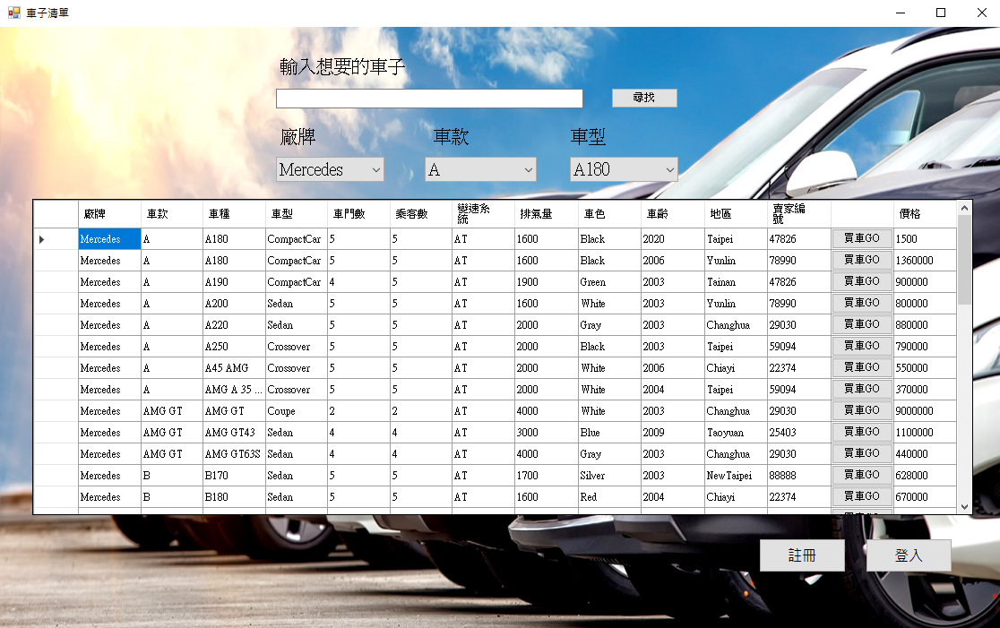 車子清單
輸入想要的車子
尋找
廠牌 車款 車型
Mercedes A A180
廠牌 車款 車種 車型 車門數 乘客數 變速系統 排氣量 車色 車齡 地區 賣家編號 價格
Mercedes A A180 CompactCar 5 5 AT 1600 Black 2020 Taipei 47826 買車GO 1500
Mercedes A A180 CompactCar 5 5 AT 1600 Black 2006 Yunlin 78990 買車GO 1360000
Mercedes A A190 CompactCar 4 5 AT 1900 Green 2003 Tainan 47826 買車GO 900000
Mercedes A A200 Sedan 5 5 AT 1600 White 2003 Yunlin 78990 買車GO 800000
Mercedes A A220 Sedan 5 5 AT 2000 Gray 2003 Changhua 29030 買車GO 880000
Mercedes A A250 Crossover 5 5 AT 2000 Black 2003 Taipei 59094 買車GO 790000
Mercedes A A45 AMG Crossover 5 5 AT 2000 White 2006 Chiayi 22374 買車GO 550000
Mercedes A AMG A 35 ... Crossover 5 5 AT 2000 White 2004 Taipei 59094 買車GO 370000
Mercedes AMG GT AMG GT Coupe 2 2 AT 4000 White 2003 Changhua 29030 買車GO 9000000
Mercedes AMG GT AMG GT43 Sedan 4 4 AT 3000 Blue 2009 Taoyuan 25403 買車GO 1100000
Mercedes AMG GT AMG GT63S Sedan 4 4 AT 4000 Gray 2003 Changhua 29030 買車GO 440000
Mercedes B B170 Sedan 5 5 AT 1700 Silver 2003 NewTaipei 88888 買車GO 628000
Mercedes B B180 Sedan 5 5 AT 1600 Red 2004 Chiayi 22374 買車GO 670000
註冊 登入